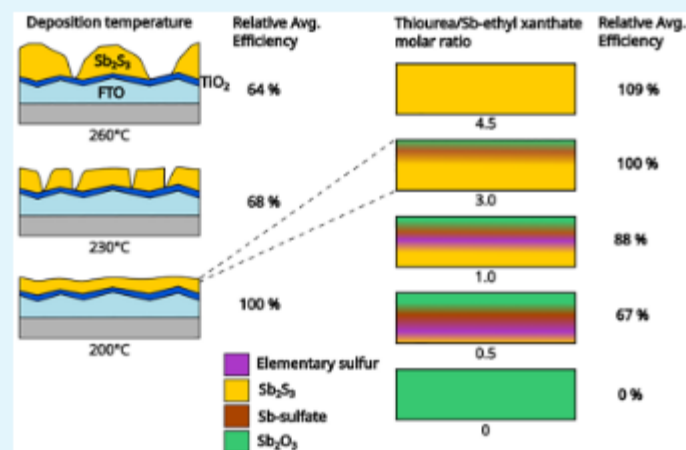 Deposition temperature
Relative Avg.
Efficiency
Sb₂S₃
TiO₂
FTO
64 %
260°C
68 %
230°C
100 %
200°C
Thiourea/Sb-ethyl xanthate
molar ratio
Relative Avg.
Efficiency
109 %
4.5
100 %
3.0
88 %
1.0
67 %
0.5
0 %
0
Elementary sulfur
Sb₂S₃
Sb-sulfate
Sb₂O₃